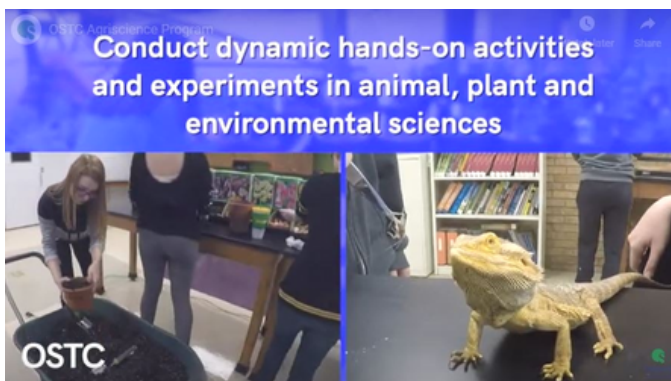 OSTC Agriscience Program
Share
Conduct dynamic hands-on activities
and experiments in animal, plant and
environmental sciences
OSTC